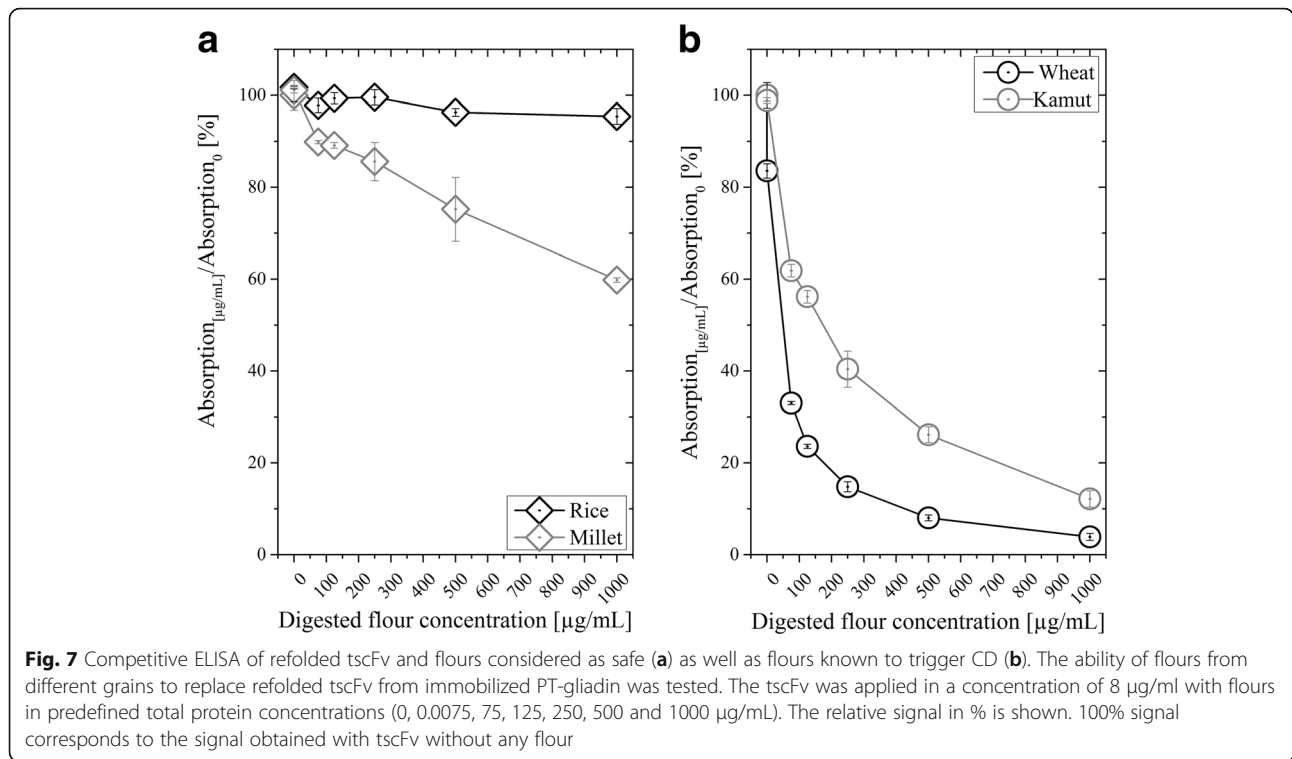 a
Absorption[µg/mL]/Absorption0 [%]
100
80
60
40
20
0
Rice
Millet
0 100 200 300 400 500 600 700 800 900 1000
Digested flour concentration [µg/mL]
b
Absorption[µg/mL]/Absorption0 [%]
100
80
60
40
20
0
Wheat
Kamut
0 100 200 300 400 500 600 700 800 900 1000
Digested flour concentration [µg/mL]
Fig. 7 Competitive ELISA of refolded tscFv and flours considered as safe (a) as well as flours known to trigger CD (b). The ability of flours from
different grains to replace refolded tscFv from immobilized PT-gliadin was tested. The tscFv was applied in a concentration of 8 µg/ml with flours
in predefined total protein concentrations (0, 0.0075, 75, 125, 250, 500 and 1000 µg/mL). The relative signal in % is shown. 100% signal
corresponds to the signal obtained with tscFv without any flour